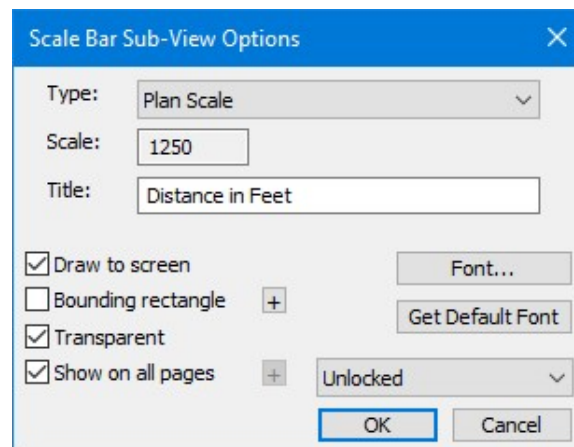 Scale Bar Sub-View Options
Type: Plan Scale
Scale: 1250
Title: Distance in Feet
Draw to screen Font...
Bounding rectangle +
Get Default Font
Transparent
Show on all pages + Unlocked
OK Cancel